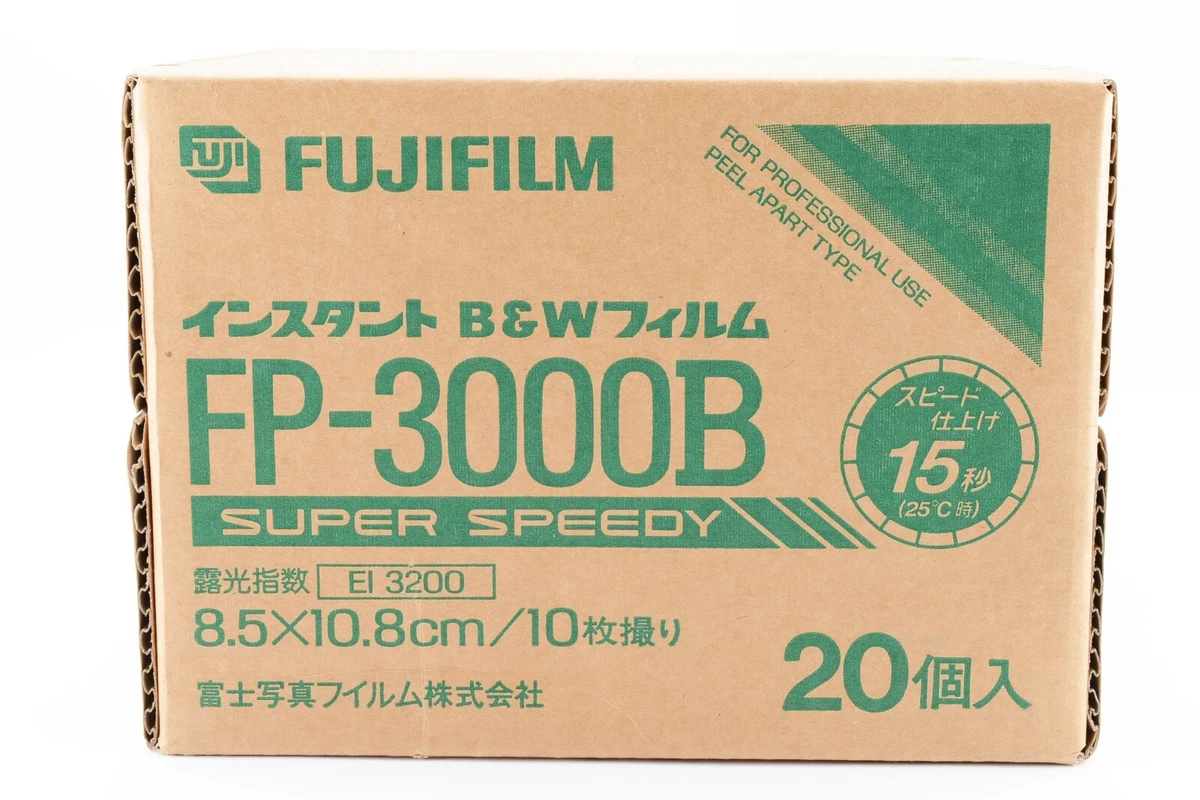 FUJI FUJIFILM
FOR PROFESSIONAL USE
PEEL APART TYPE
インスタント B&Wフィルム
FP-3000B
SUPER SPEEDY
スピード
仕上げ
15秒
(25℃時)
露光指数 EI 3200
8.5×10.8cm/10枚撮り
富士写真フイルム株式会社
20個入